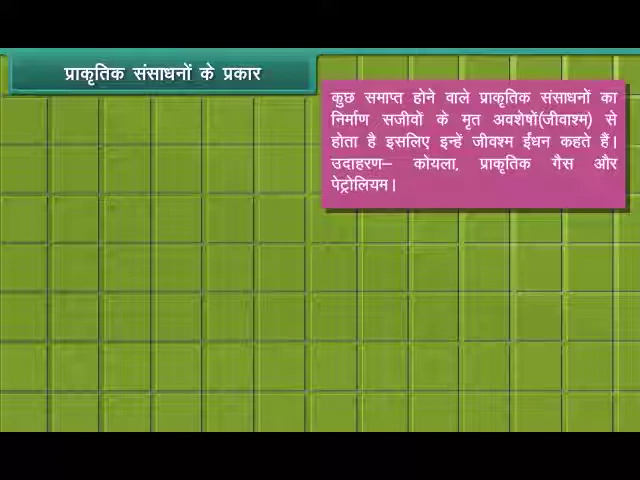 प्राकृतिक संसाधनों के प्रकार
कुछ समाप्त होने वाले प्राकृतिक संसाधनों का
निर्माण सजीवों के मृत अवशेषों(जीवाश्म) से
होता है इसलिए इन्हें जीवश्म ईंधन कहते हैं।
उदाहरण– कोयला, प्राकृतिक गैस और
पेट्रोलियम।